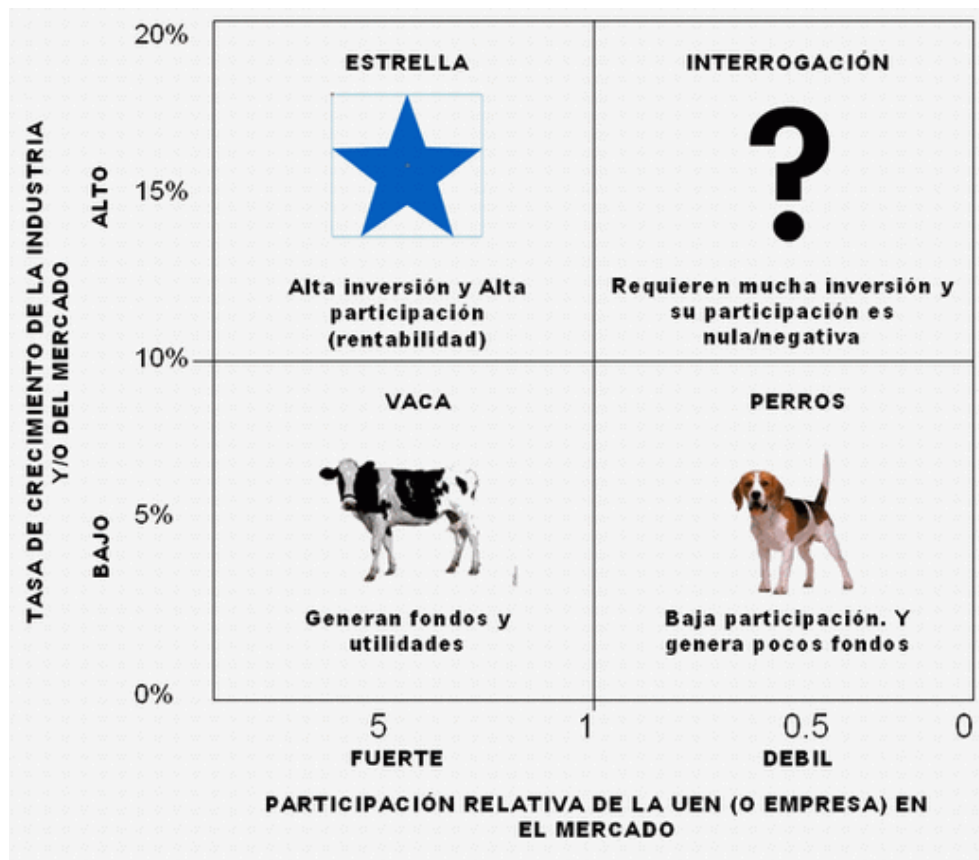 20%
ESTRELLA
INTERROGACIÓN
?
TASA DE CRECIMIENTO DE LA INDUSTRIA
Y/O DEL MERCADO
ALTO
15%
Alta inversión y Alta
participación
(rentabilidad)
Requieren mucha inversión y
su participación es
nula/negativa
10%
VACA
PERROS
BAJO
5%
Generan fondos y
utilidades
Baja participación. Y
genera pocos fondos
0%
5
1
0.5
0
FUERTE
DEBIL
PARTICIPACIÓN RELATIVA DE LA UEN (O EMPRESA) EN
EL MERCADO